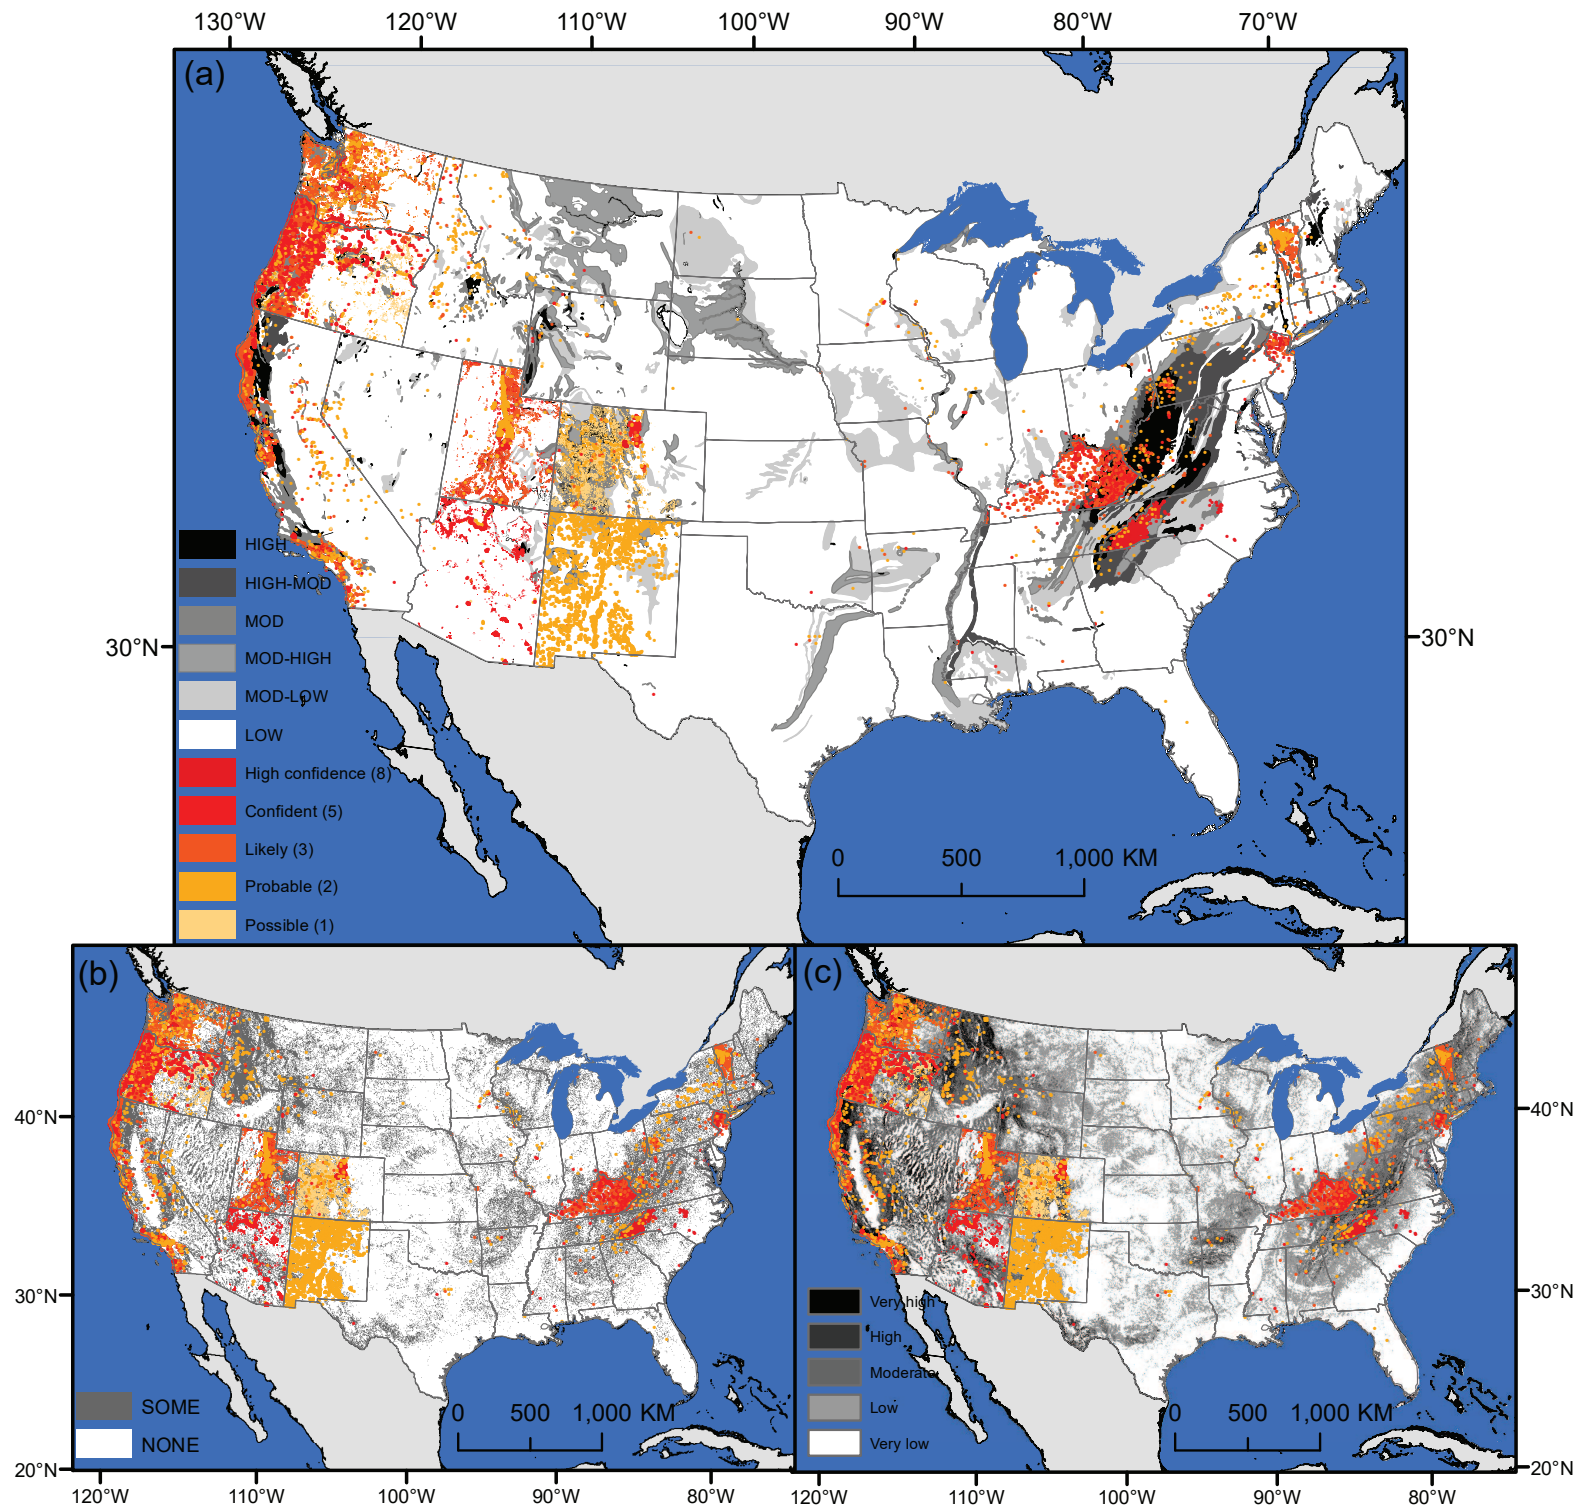 130°W 120°W 110°W 100°W 90°W 80°W 70°W
(a)
30°N
30°N
HIGH
HIGH-MOD
MOD
MOD-HIGH
MOD-LOW
LOW
High confidence (8)
Confident (5)
Likely (3)
Probable (2)
Possible (1)
0 500 1,000 KM
(b)
40°N
30°N
20°N
SOME
NONE
0 500 1,000 KM
120°W 110°W 100°W 90°W 80°W
(c)
40°N
30°N
20°N
Very high
High
Moderate
Low
Very low
0 500 1,000 KM
120°W 110°W 100°W 90°W 80°W